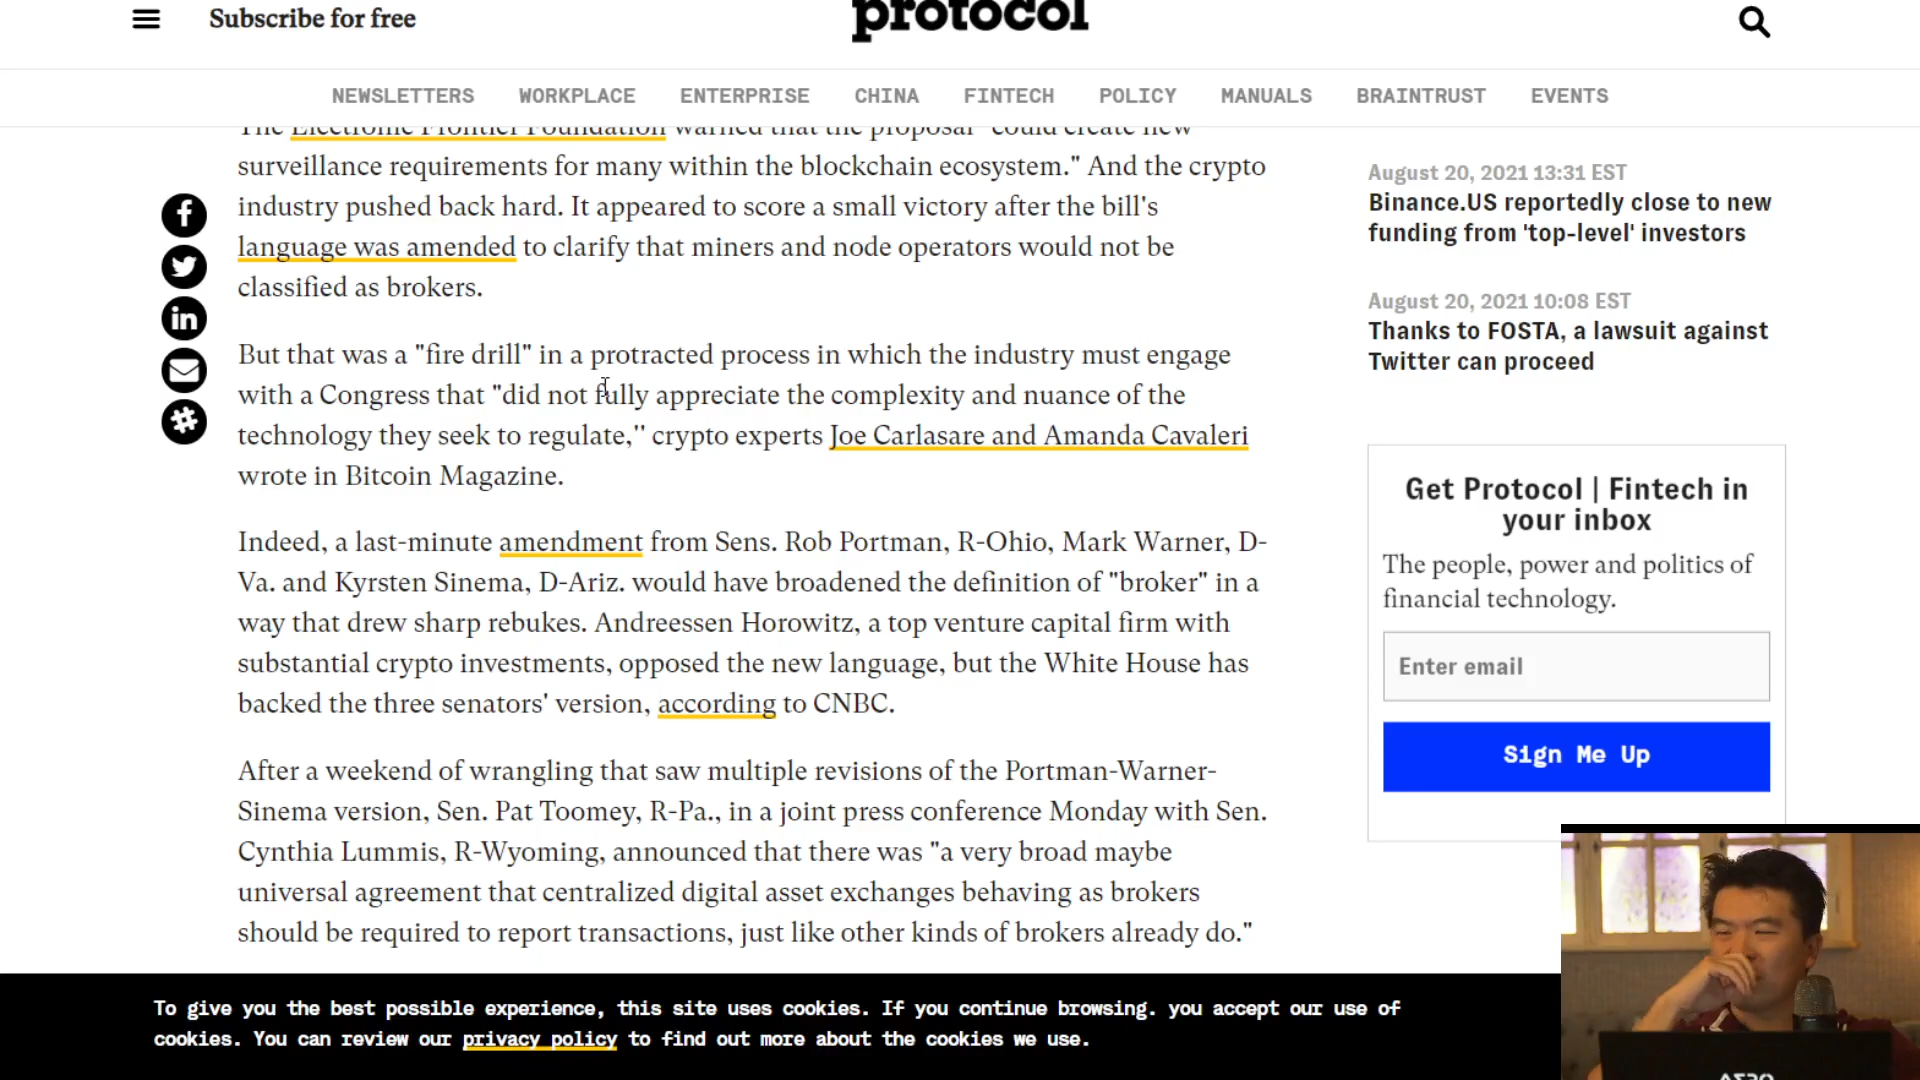 Subscribe for free
protocol
NEWSLETTERS WORKPLACE ENTERPRISE CHINA FINTECH POLICY MANUALS BRAINTRUST EVENTS
The Electronic Frontier Foundation warned that the proposal "could create new
surveillance requirements for many within the blockchain ecosystem." And the crypto
industry pushed back hard. It appeared to score a small victory after the bill's
language was amended to clarify that miners and node operators would not be
classified as brokers.
But that was a "fire drill" in a protracted process in which the industry must engage
with a Congress that "did not fully appreciate the complexity and nuance of the
technology they seek to regulate,'' crypto experts Joe Carlasare and Amanda Cavaleri
wrote in Bitcoin Magazine.
Indeed, a last-minute amendment from Sens. Rob Portman, R-Ohio, Mark Warner, D-
Va. and Kyrsten Sinema, D-Ariz. would have broadened the definition of "broker" in a
way that drew sharp rebukes. Andreessen Horowitz, a top venture capital firm with
substantial crypto investments, opposed the new language, but the White House has
backed the three senators' version, according to CNBC.
After a weekend of wrangling that saw multiple revisions of the Portman-Warner-
Sinema version, Sen. Pat Toomey, R-Pa., in a joint press conference Monday with Sen.
Cynthia Lummis, R-Wyoming, announced that there was "a very broad maybe
universal agreement that centralized digital asset exchanges behaving as brokers
should be required to report transactions, just like other kinds of brokers already do."
August 20, 2021 13:31 EST
Binance.US reportedly close to new
funding from 'top-level' investors
August 20, 2021 10:08 EST
Thanks to FOSTA, a lawsuit against
Twitter can proceed
Get Protocol | Fintech in
your inbox
The people, power and politics of
financial technology.
Enter email
Sign Me Up
To give you the best possible experience, this site uses cookies. If you continue browsing. you accept our use of
cookies. You can review our privacy policy to find out more about the cookies we use.